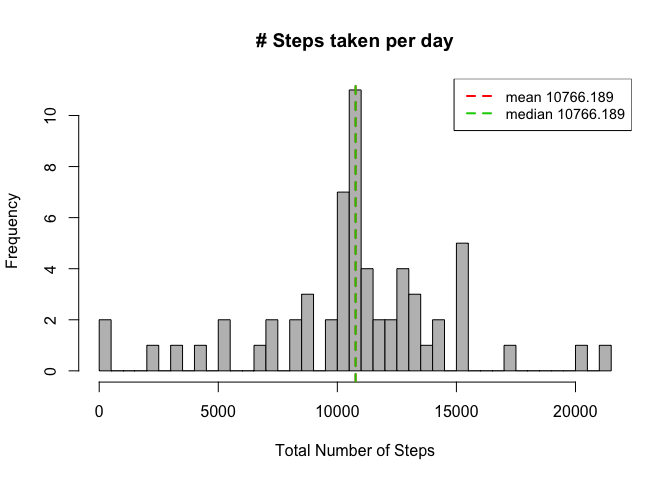 # Steps taken per day
mean 10766.189
median 10766.189
Frequency
0
2
4
6
8
10
0 5000 10000 15000 20000
Total Number of Steps